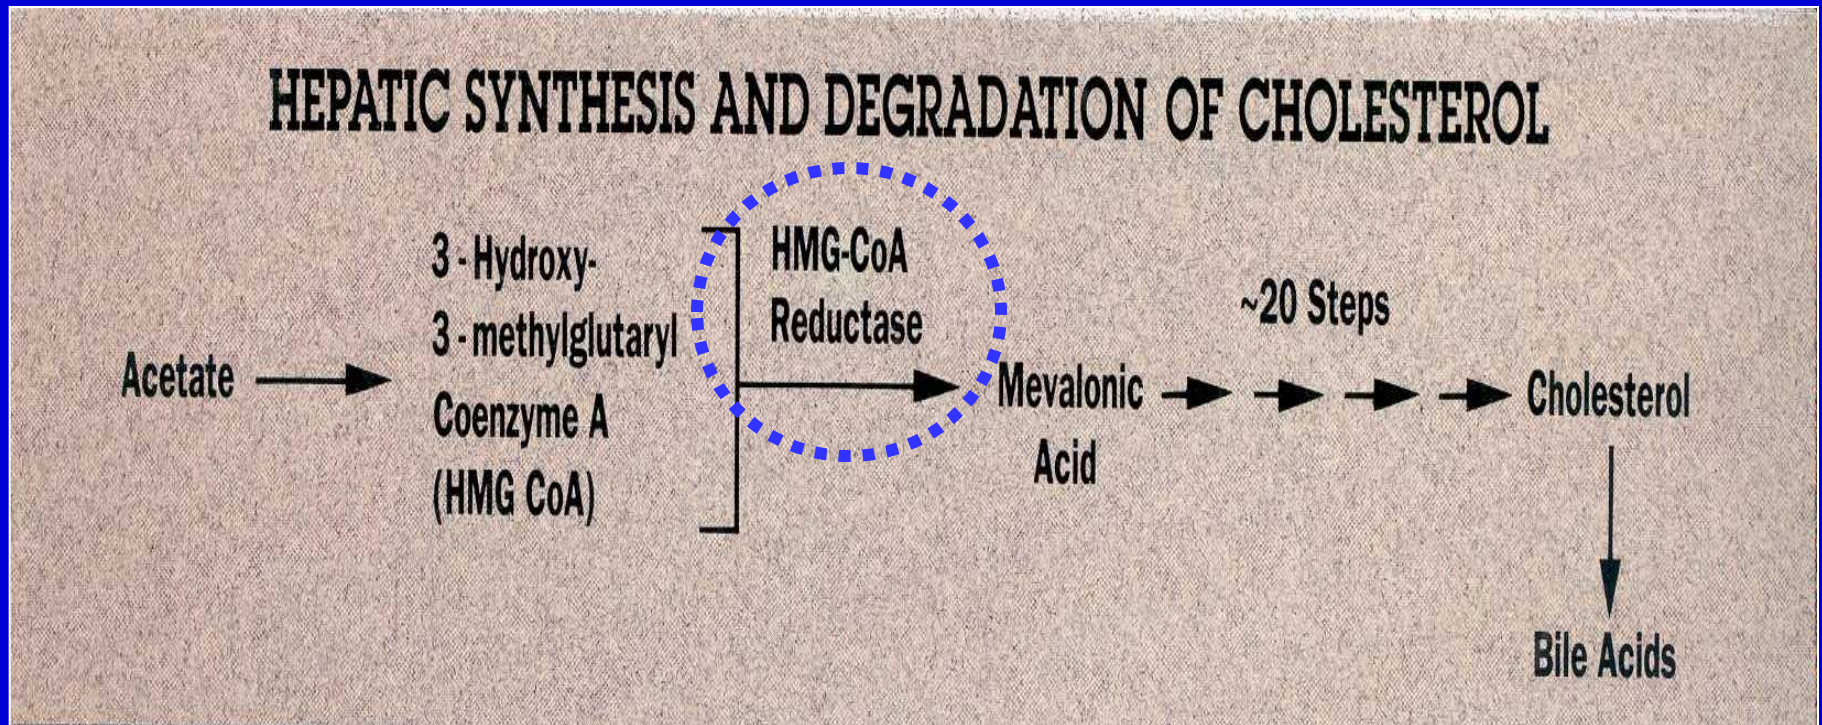 HEPATIC SYNTHESIS AND DEGRADATION OF CHOLESTEROL
Acetate
3 - Hydroxy-
3 - methylglutaryl
Coenzyme A
(HMG CoA)
HMG-CoA
Reductase
Mevalonic
Acid
~20 Steps
Cholesterol
Bile Acids